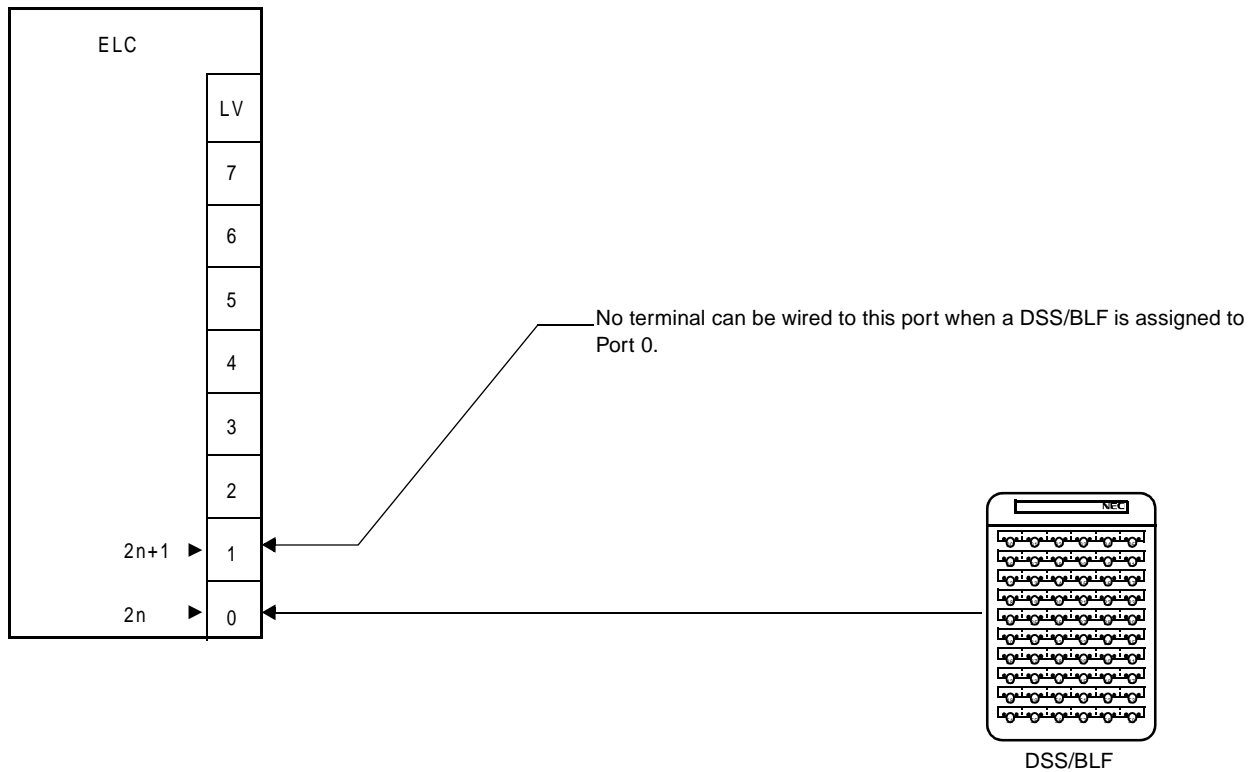 ELC
LV
7
6
5
4
3
2
1
0
2n+1
2n
No terminal can be wired to this port when a DSS/BLF is assigned to
Port 0.
NEC
DSS/BLF